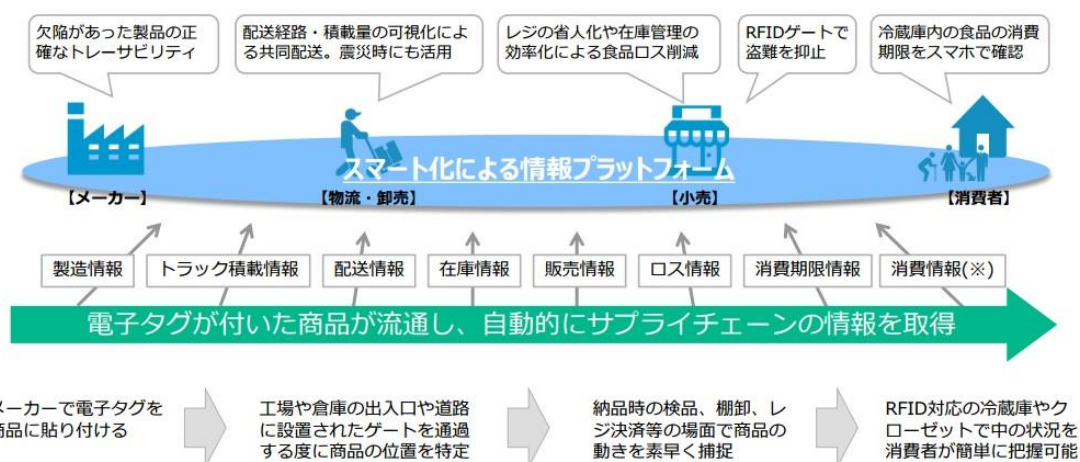 欠陥があった製品の正
確なトレーサビリティ
配送経路・積載量の可視化によ
る共同配送。震災時にも活用
レジの省人化や在庫管理の
効率化による食品ロス削減
RFIDゲートで
盗難を抑止
冷蔵庫内の食品の消費
期限をスマホで確認
スマート化による情報プラットフォーム
【メーカー】
【物流・卸売】
【小売】
【消費者】
製造情報
トラック積載情報
配送情報
在庫情報
販売情報
ロス情報
消費期限情報
消費情報(※)
電子タグが付いた商品が流通し、自動的にサプライチェーンの情報を取得
メーカーで電子タグを
商品に貼り付ける
工場や倉庫の出入口や道路
に設置されたゲートを通過
する度に商品の位置を特定
納品時の検品、棚卸、レ
ジ決済等の場面で商品の
動きを素早く捕捉
RFID対応の冷蔵庫やク
ローゼットで中の状況を
消費者が簡単に把握可能